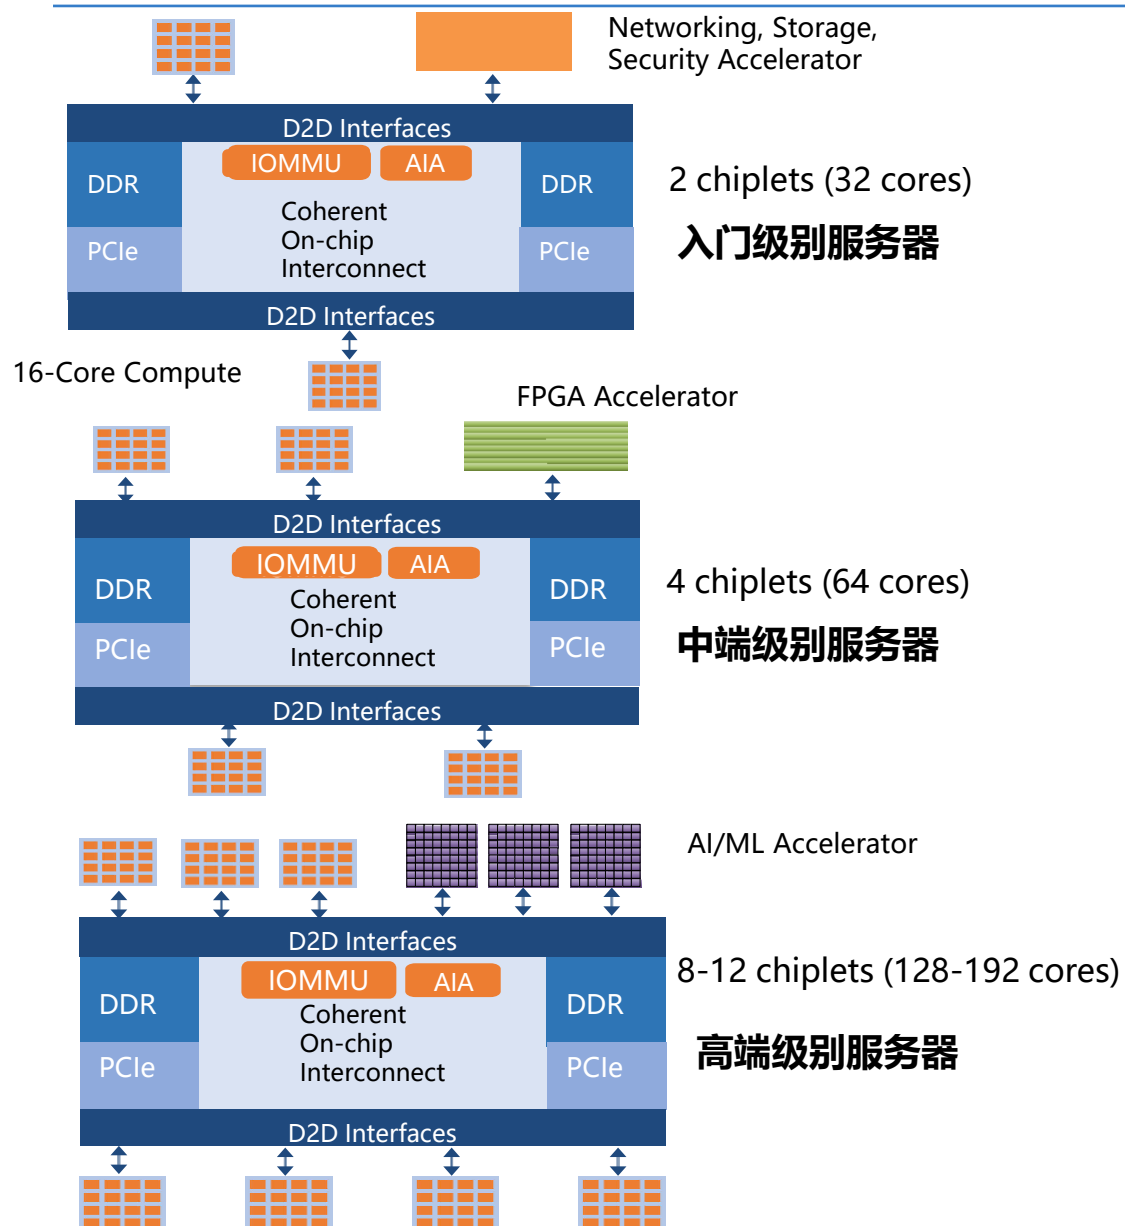 Networking, Storage,
Security Accelerator
D2D Interfaces
IOMMU AIA
DDR
DDR
Coherent
On-chip
Interconnect
PCIe
PCIe
2 chiplets (32 cores)
入门级别服务器
D2D Interfaces
16-Core Compute
FPGA Accelerator
D2D Interfaces
IOMMU AIA
DDR
DDR
Coherent
On-chip
Interconnect
PCIe
PCIe
4 chiplets (64 cores)
中端级别服务器
D2D Interfaces
AI/ML Accelerator
D2D Interfaces
IOMMU AIA
DDR
DDR
Coherent
On-chip
Interconnect
PCIe
PCIe
8-12 chiplets (128-192 cores)
高端级别服务器
D2D Interfaces